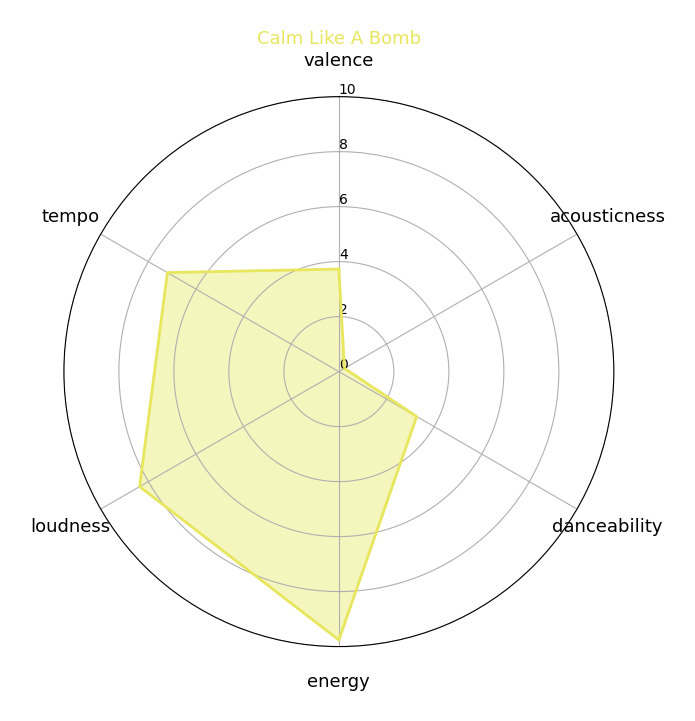 Calm Like A Bomb
valence
10
8
6
4
2
0
tempo
acousticness
loudness
danceability
energy